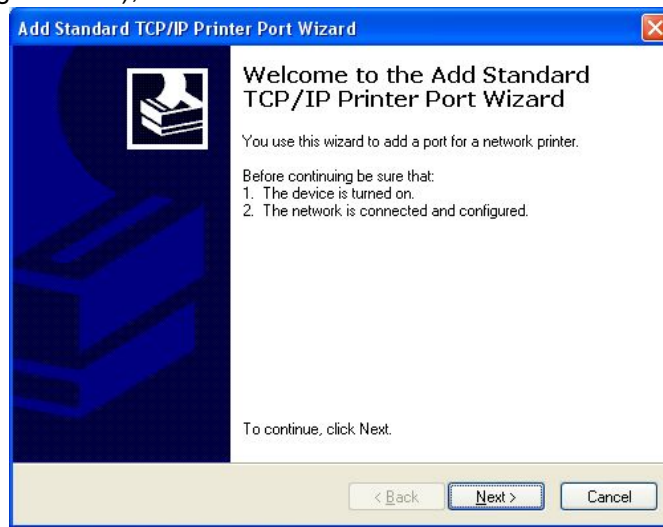 Add Standard TCP/IP Printer Port Wizard
Welcome to the Add Standard
TCP/IP Printer Port Wizard
You use this wizard to add a port for a network printer.
Before continuing be sure that:
1. The device is turned on.
2. The network is connected and configured.
To continue, click Next.
< Back
Next >
Cancel